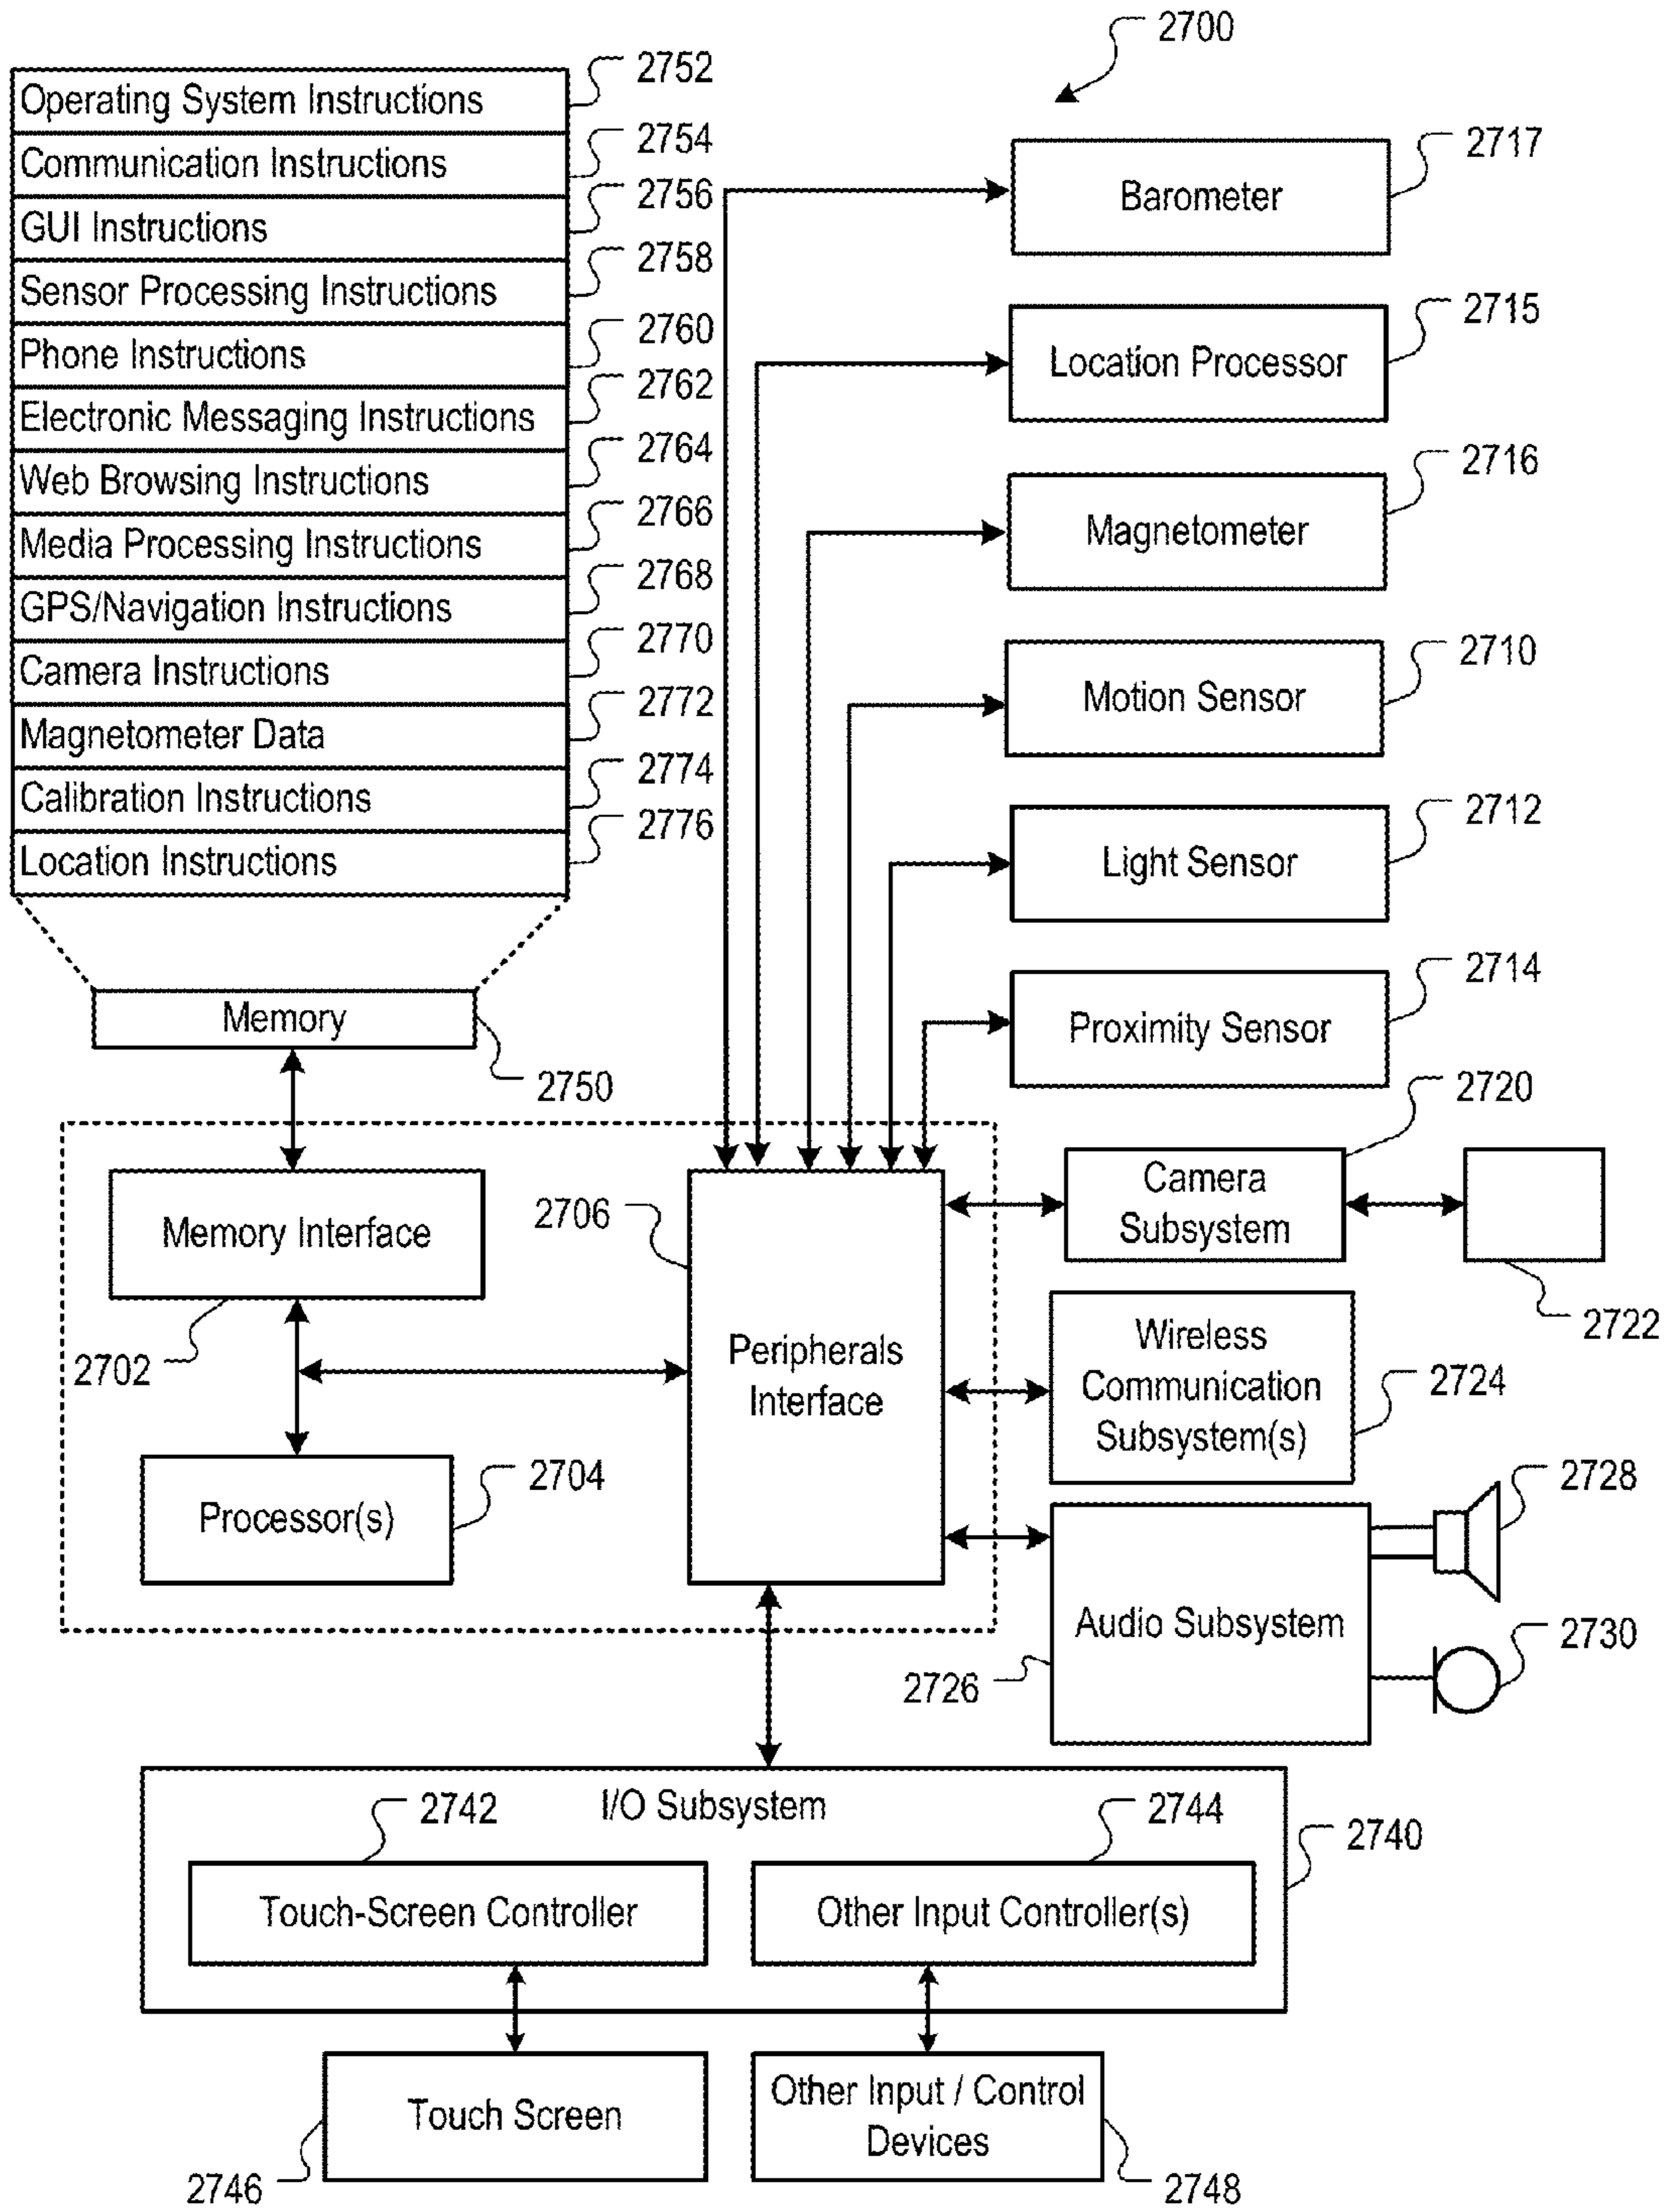 2700
Operating System Instructions 2752
Communication Instructions 2754
GUI Instructions 2756
Sensor Processing Instructions 2758
Phone Instructions 2760
Electronic Messaging Instructions 2762
Web Browsing Instructions 2764
Media Processing Instructions 2766
GPS/Navigation Instructions 2768
Camera Instructions 2770
Magnetometer Data 2772
Calibration Instructions 2774
Location Instructions 2776
Memory
2750
Barometer 2717
Location Processor 2715
Magnetometer 2716
Motion Sensor 2710
Light Sensor 2712
Proximity Sensor 2714
Memory Interface
2702
Processor(s) 2704
2706
Peripherals
Interface
2720
Camera
Subsystem
2722
Wireless
Communication
Subsystem(s)
2724
Audio Subsystem
2726
2728
2730
I/O Subsystem
2740
2742
Touch-Screen Controller
2744
Other Input Controller(s)
Touch Screen
2746
Other Input / Control
Devices
2748